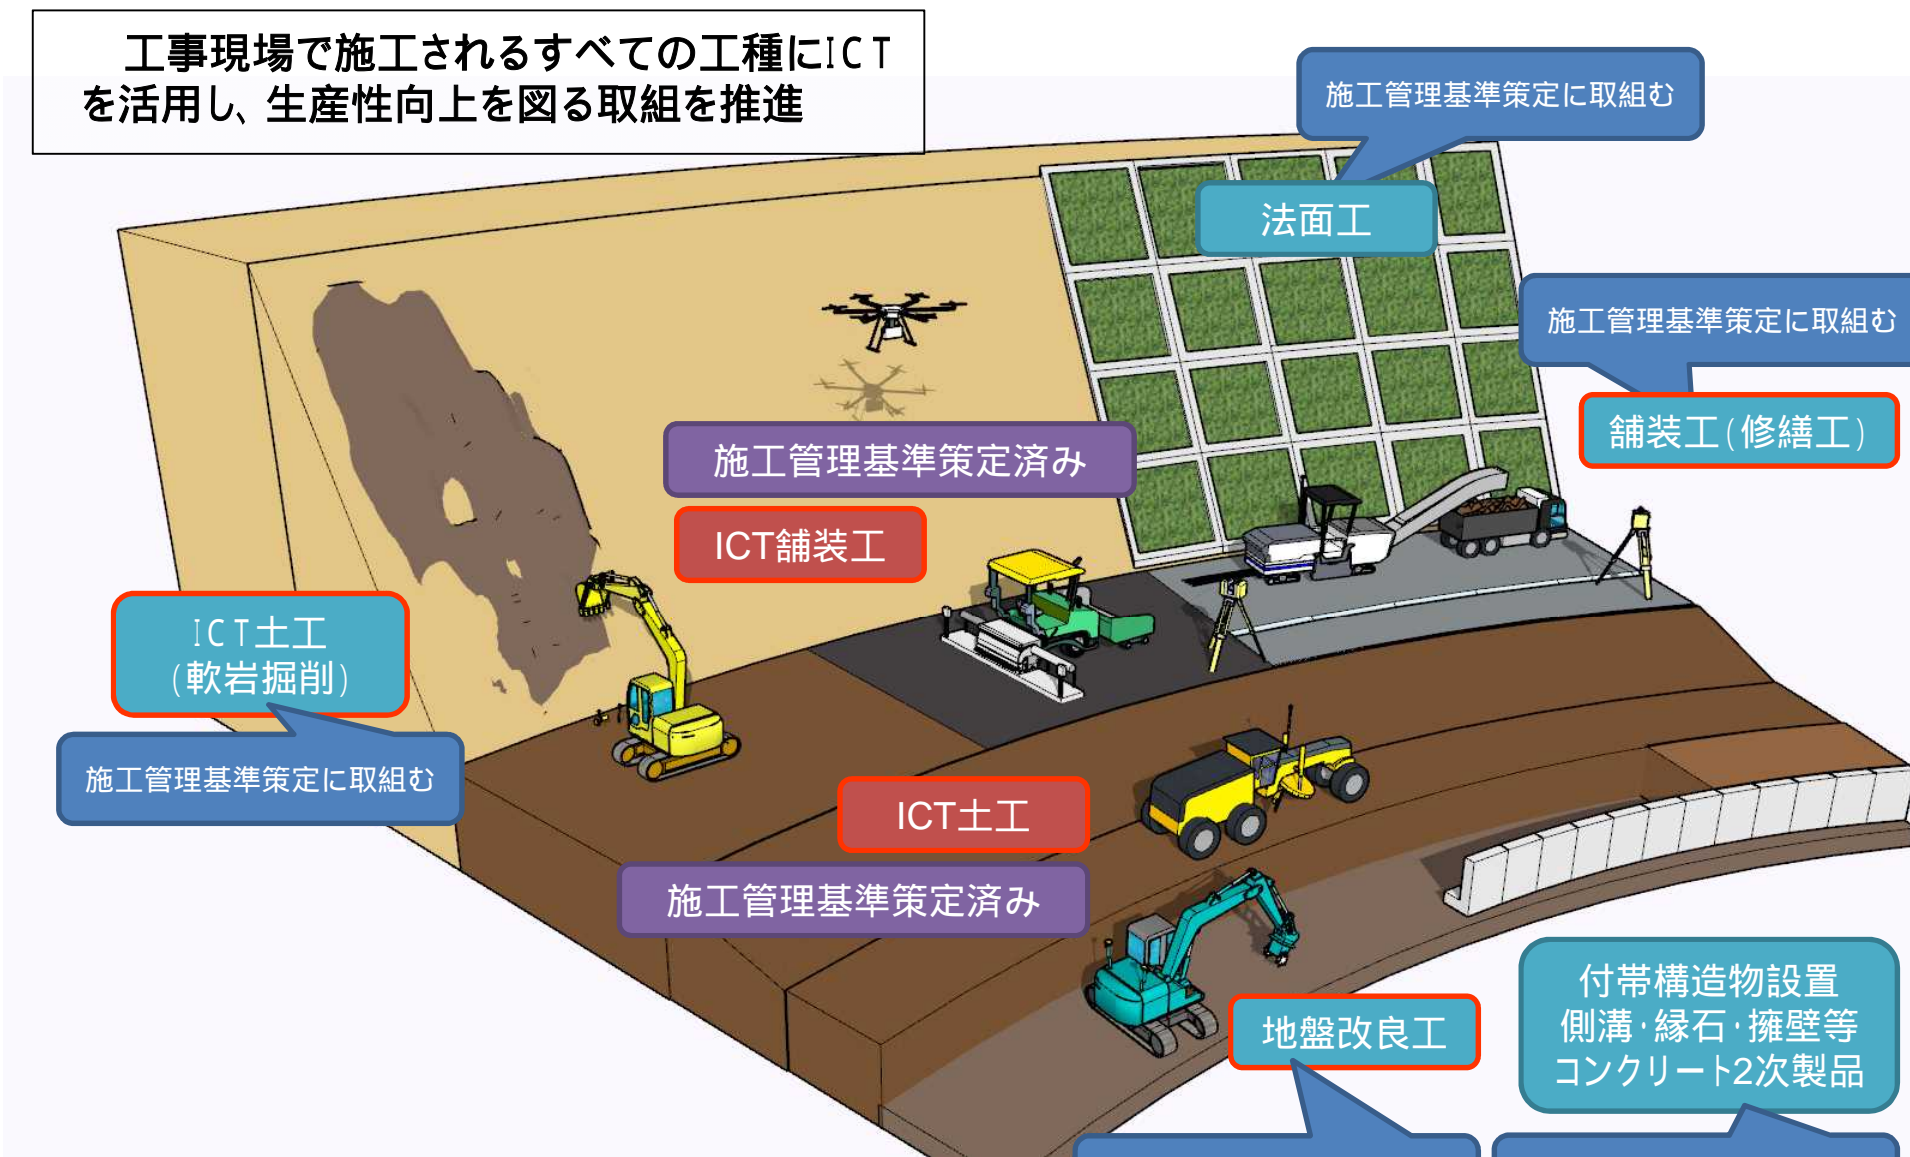 工事現場で施工されるすべての工種にICT
を活用し、生産性向上を図る取組を推進
施工管理基準策定に取組む
法面工
施工管理基準策定に取組む
舗装工(修繕工)
施工管理基準策定済み
ICT舗装工
ICT土工
(軟岩掘削)
施工管理基準策定に取組む
ICT土工
施工管理基準策定済み
地盤改良工
付帯構造物設置
側溝・縁石・擁壁等
コンクリート2次製品